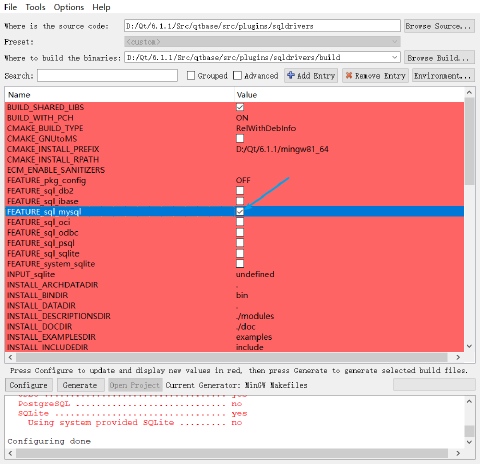 File Tools Options Help
Where is the source code: D:/Qt/6.1.1/Src/qtbase/src/plugins/sqldrivers Browse Source...
Preset: <custom>
Where to build the binaries: D:/Qt/6.1.1/Src/qtbase/src/plugins/sqldrivers/build Browse Build...
Search: Grouped Advanced Add Entry Remove Entry Environment...
Name Value
BUILD_SHARED_LIBS
BUILD_WITH_PCH ON
CMAKE_BUILD_TYPE RelWithDebInfo
CMAKE_GNUtoMS
CMAKE_INSTALL_PREFIX D:/Qt/6.1.1/mingw81_64
CMAKE_INSTALL_RPATH
ECM_ENABLE_SANITIZERS
FEATURE_pkg_config OFF
FEATURE_sql_db2
FEATURE_sql_ibase
FEATURE_sql_mysql
FEATURE_sql_oci
FEATURE_sql_odbc
FEATURE_sql_psql
FEATURE_sql_sqlite
FEATURE_system_sqlite
INPUT_sqlite undefined
INSTALL_ARCHDATADIR .
INSTALL_BINDIR bin
INSTALL_DATADIR .
INSTALL_DESCRIPTIONSDIR ./modules
INSTALL_DOCDIR ./doc
INSTALL_EXAMPLESDIR examples
INSTALL_INCLUDEDIR include
Press Configure to update and display new values in red, then press Generate to generate selected build files.
Configure Generate Open Project Current Generator: MinGW Makefiles
PostgreSQL ............................. no
SQLite ................................. yes
Using system provided SQLite ......... no
Configuring done